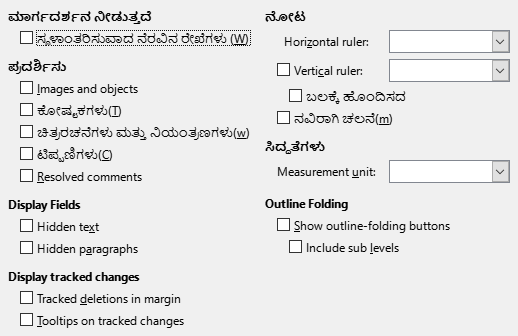 ಮಾರ್ಗದರ್ಶನ ನೀಡುತ್ತದೆ
ಸ್ಥಳಾಂತರಿಸುವಾದ ನೆರವಿನ ರೇಖೆಗಳು (W)
ಪ್ರದರ್ಶಿಸು
Images and objects
ಕೋಷ್ಟಕಗಳು(T)
ಚಿತ್ರರಚನೆಗಳು ಮತ್ತು ನಿಯಂತ್ರಣಗಳು(w)
ಟಿಪ್ಪಣಿಗಳು(C)
Resolved comments
Display Fields
Hidden text
Hidden paragraphs
Display tracked changes
Tracked deletions in margin
Tooltips on tracked changes
ನೋಟ
Horizontal ruler:
Vertical ruler:
ಬಲಕ್ಕೆ ಹೊಂದಿಸದ
ನವಿರಾಗಿ ಚಲನೆ(m)
ಸಿದ್ಧತೆಗಳು
Measurement unit:
Outline Folding
Show outline-folding buttons
Include sub levels